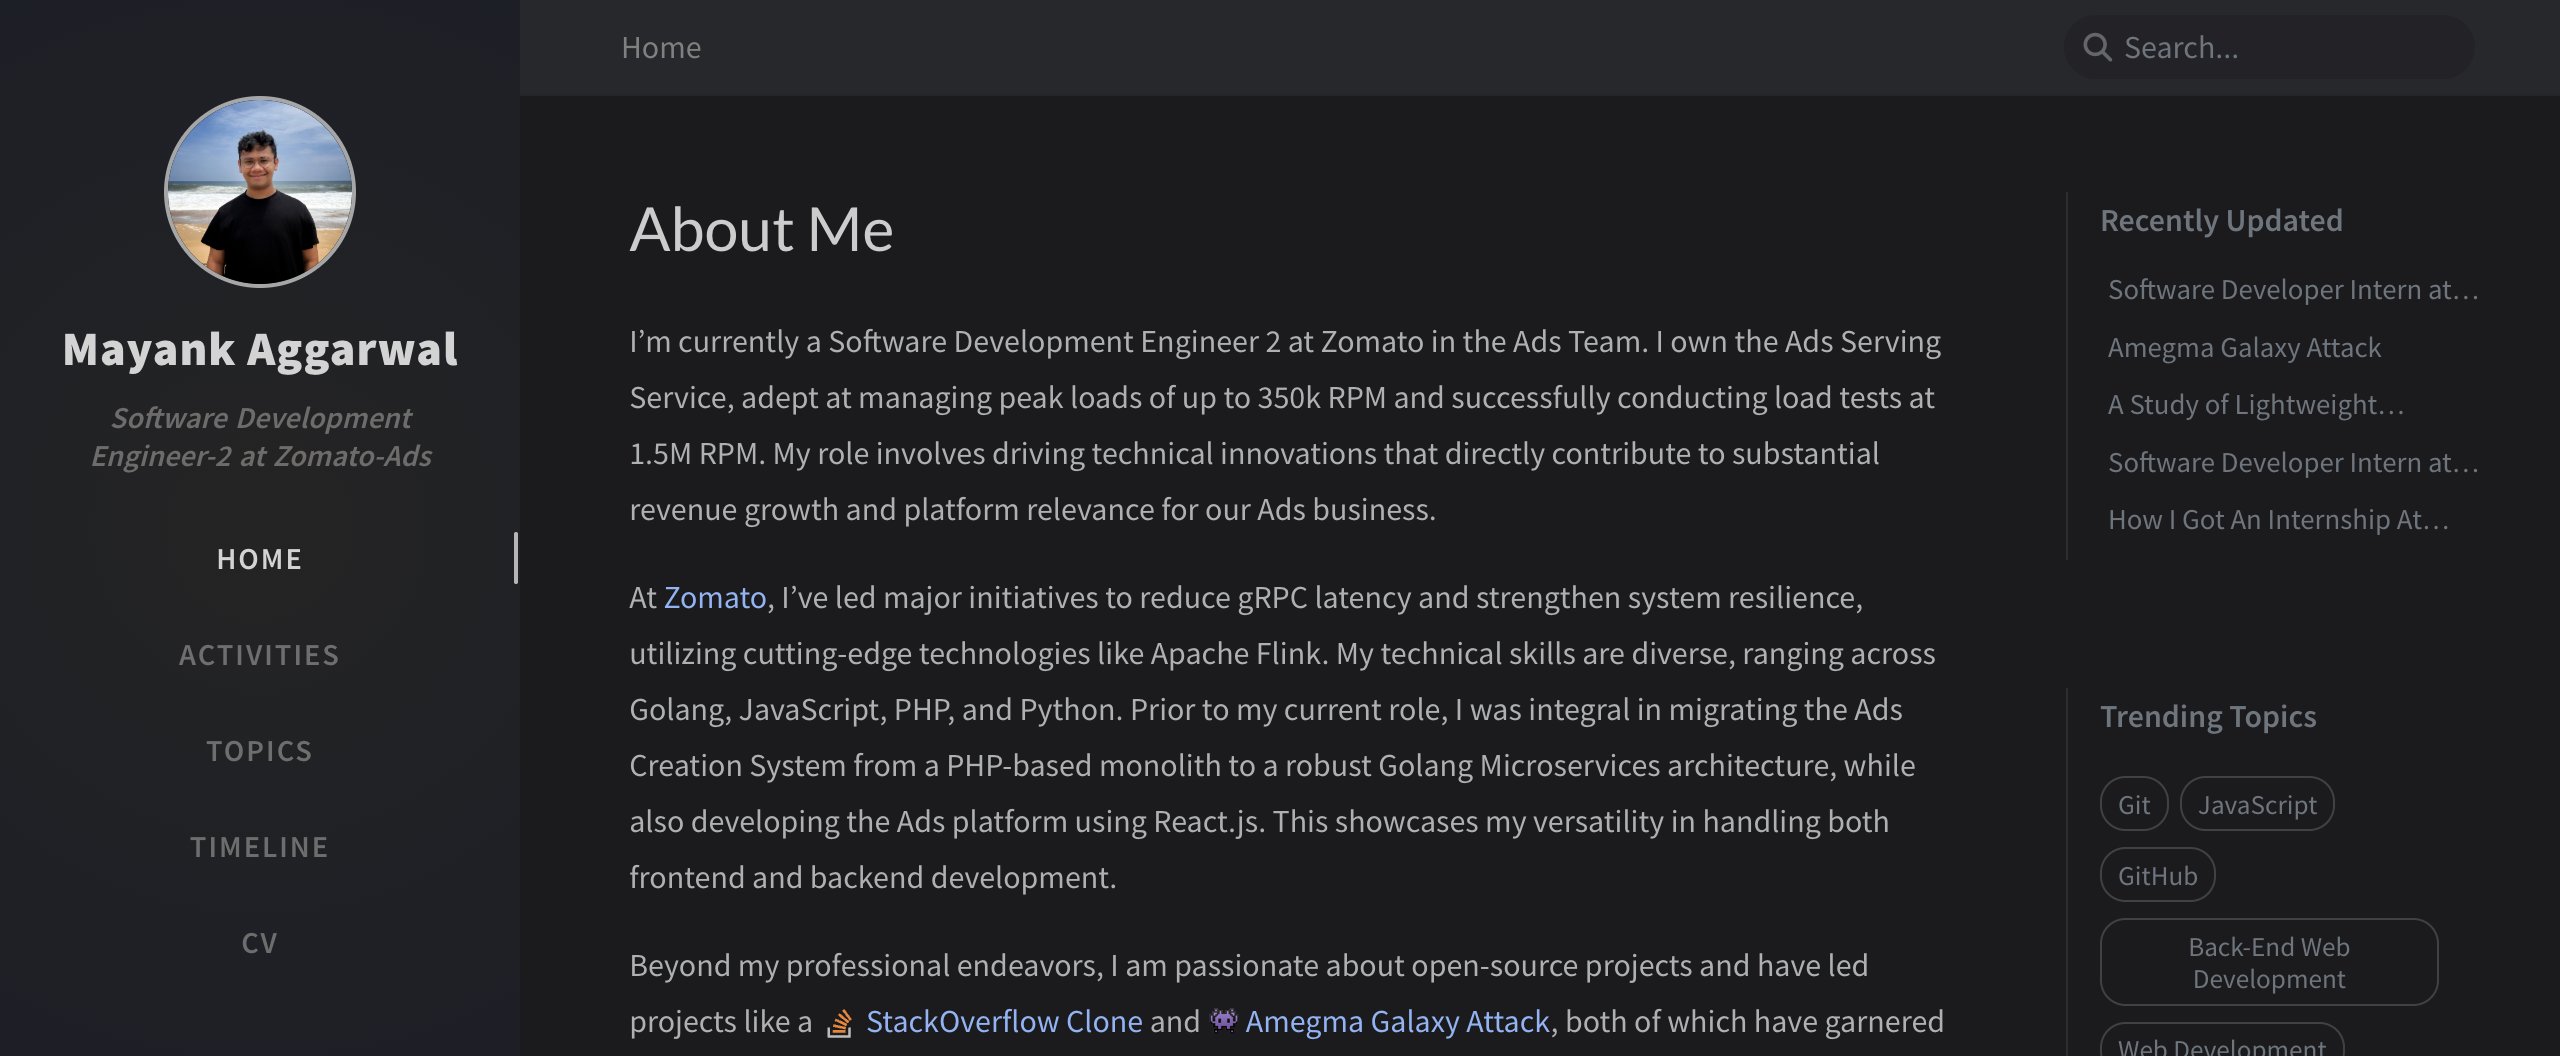 Mayank Aggarwal
Software Development
Engineer-2 at Zomato-Ads
HOME
ACTIVITIES
TOPICS
TIMELINE
CV
Home
Search...
About Me
I’m currently a Software Development Engineer 2 at Zomato in the Ads Team. I own the Ads Serving
Service, adept at managing peak loads of up to 350k RPM and successfully conducting load tests at
1.5M RPM. My role involves driving technical innovations that directly contribute to substantial
revenue growth and platform relevance for our Ads business.
At Zomato, I’ve led major initiatives to reduce gRPC latency and strengthen system resilience,
utilizing cutting-edge technologies like Apache Flink. My technical skills are diverse, ranging across
Golang, JavaScript, PHP, and Python. Prior to my current role, I was integral in migrating the Ads
Creation System from a PHP-based monolith to a robust Golang Microservices architecture, while
also developing the Ads platform using React.js. This showcases my versatility in handling both
frontend and backend development.
Beyond my professional endeavors, I am passionate about open-source projects and have led
projects like a StackOverflow Clone and 👾 Amegma Galaxy Attack, both of which have garnered
Recently Updated
Software Developer Intern at…
Amegma Galaxy Attack
A Study of Lightweight…
Software Developer Intern at…
How I Got An Internship At…
Trending Topics
Git
JavaScript
GitHub
Back-End Web
Development
Web Development